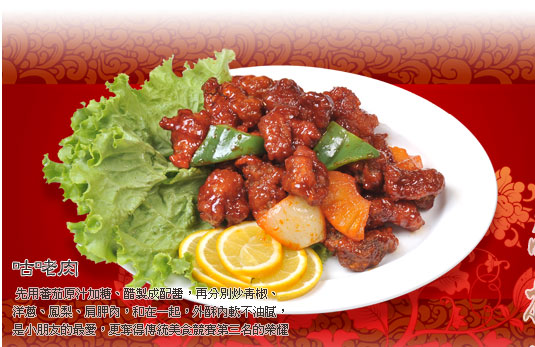 咕咾肉
先用蕃茄原汁加糖、醋製成配醬，再分別炒青椒、
洋蔥、鳳梨、肩胛肉，和在一起，外酥內軟不油膩，
是小朋友的最愛，更奪得傳統美食競賽第三名的榮耀